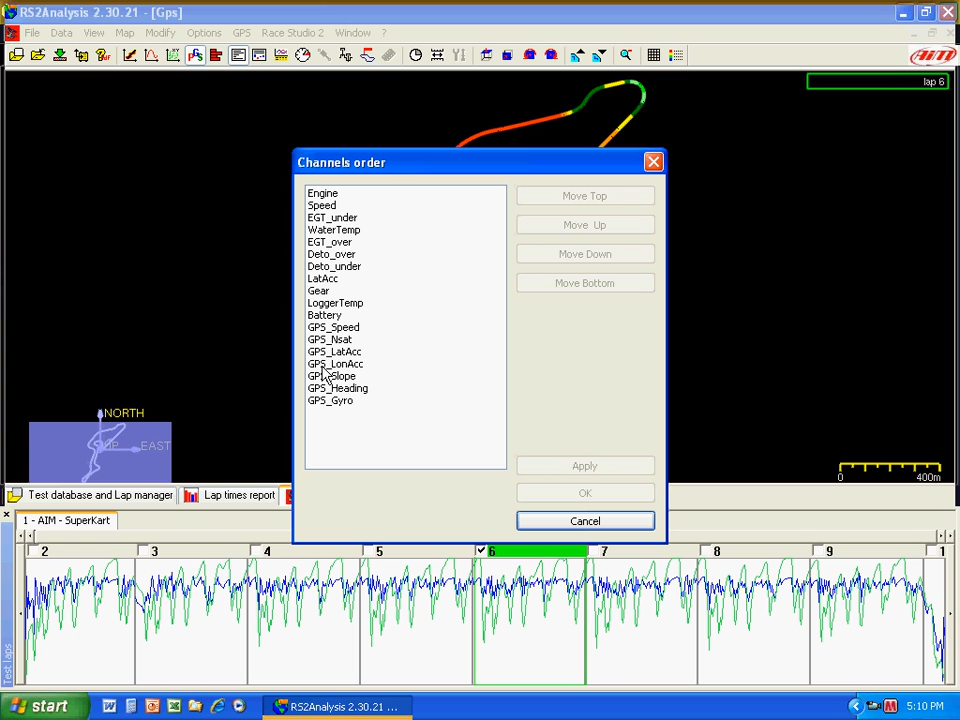 RS2Analysis 2.30.21 - [Gps]
File Data View Map Modify Options GPS Race Studio 2 Window ?
AiM
lap 6
Channels order
Engine
Speed
EGT_under
WaterTemp
EGT_over
Deto_over
Deto_under
LatAcc
Gear
LoggerTemp
Battery
GPS_Speed
GPS_Nsat
GPS_LatAcc
GPS_LonAcc
GPS_Slope
GPS_Heading
GPS_Gyro
Move Top
Move Up
Move Down
Move Bottom
Apply
OK
Cancel
NORTH
UP
EAST
0 400m
Test database and Lap manager Lap times report
1 - AIM - SuperKart
2 3 4 5 6 7 8 9 1
Test laps
start RS2Analysis 2.30.21 ... 5:10 PM